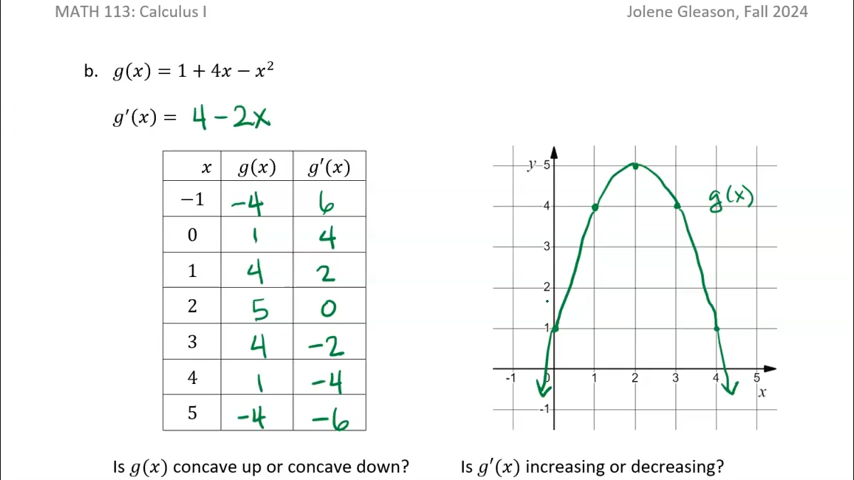 MATH 113: Calculus I
Jolene Gleason, Fall 2024
b. g(x) = 1 + 4x − x²
g′(x) = 4 − 2x
x g(x) g′(x)
−1 −4 6
0 1 4
1 4 2
2 5 0
3 4 −2
4 1 −4
5 −4 −6
y 5
4
3
2
1
-1 0 1 2 3 4 5
x
-1
g(x)
Is g(x) concave up or concave down?
Is g′(x) increasing or decreasing?